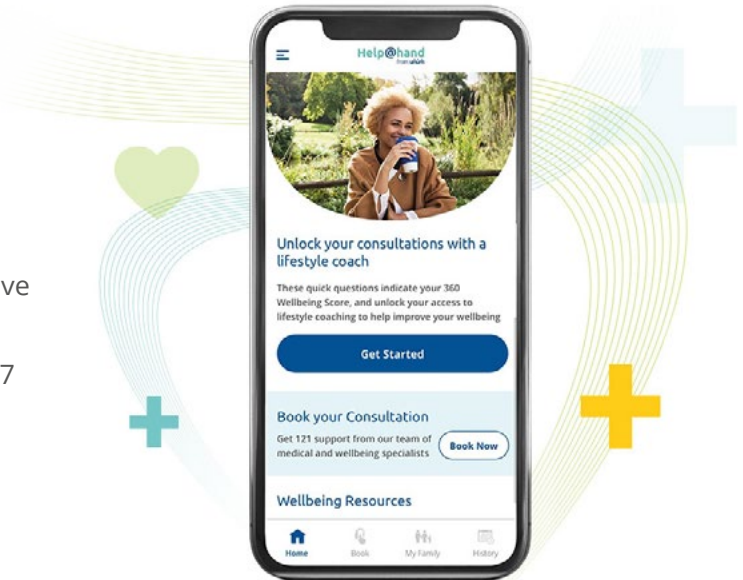 ve
7
Help@hand
from unum
Unlock your consultations with a
lifestyle coach
These quick questions indicate your 360
Wellbeing Score, and unlock your access to
lifestyle coaching to help improve your wellbeing
Get Started
Book your Consultation
Get 121 support from our team of
medical and wellbeing specialists
Book Now
Wellbeing Resources
Home
Book
My Family
History